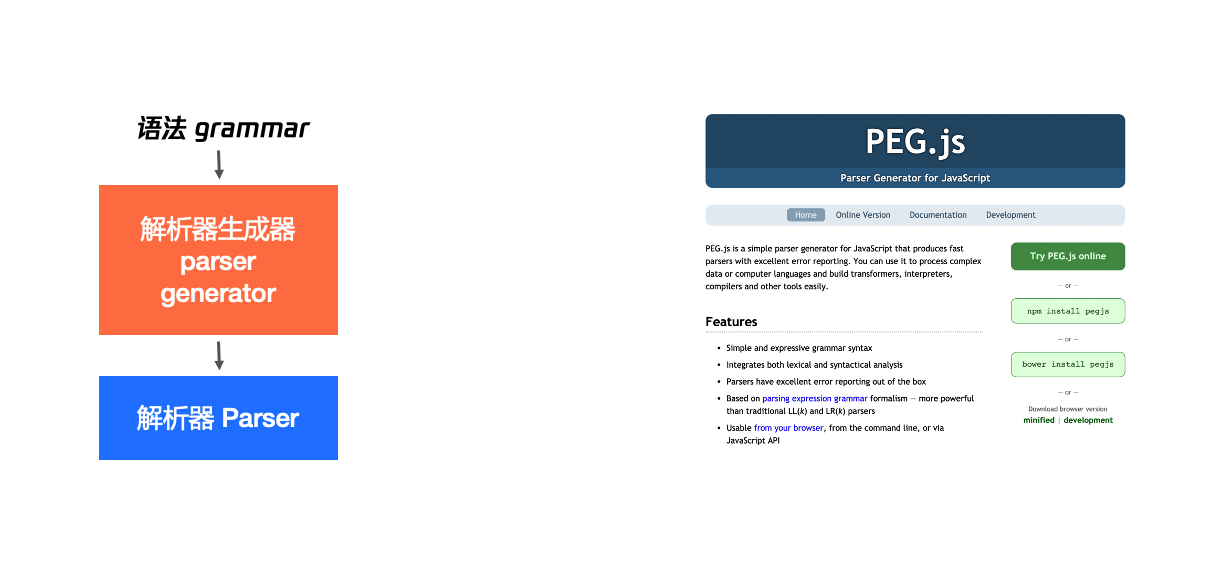 语法 grammar
解析器生成器
parser
generator
解析器 Parser
PEG.js
Parser Generator for JavaScript
Home Online Version Documentation Development
PEG.js is a simple parser generator for JavaScript that produces fast
parsers with excellent error reporting. You can use it to process complex
data or computer languages and build transformers, interpreters,
compilers and other tools easily.
Features
• Simple and expressive grammar syntax
• Integrates both lexical and syntactical analysis
• Parsers have excellent error reporting out of the box
• Based on parsing expression grammar formalism — more powerful
than traditional LL(k) and LR(k) parsers
• Usable from your browser, from the command line, or via
JavaScript API
Try PEG.js online
— or —
npm install pegjs
— or —
bower install pegjs
— or —
Download browser version
minified | development